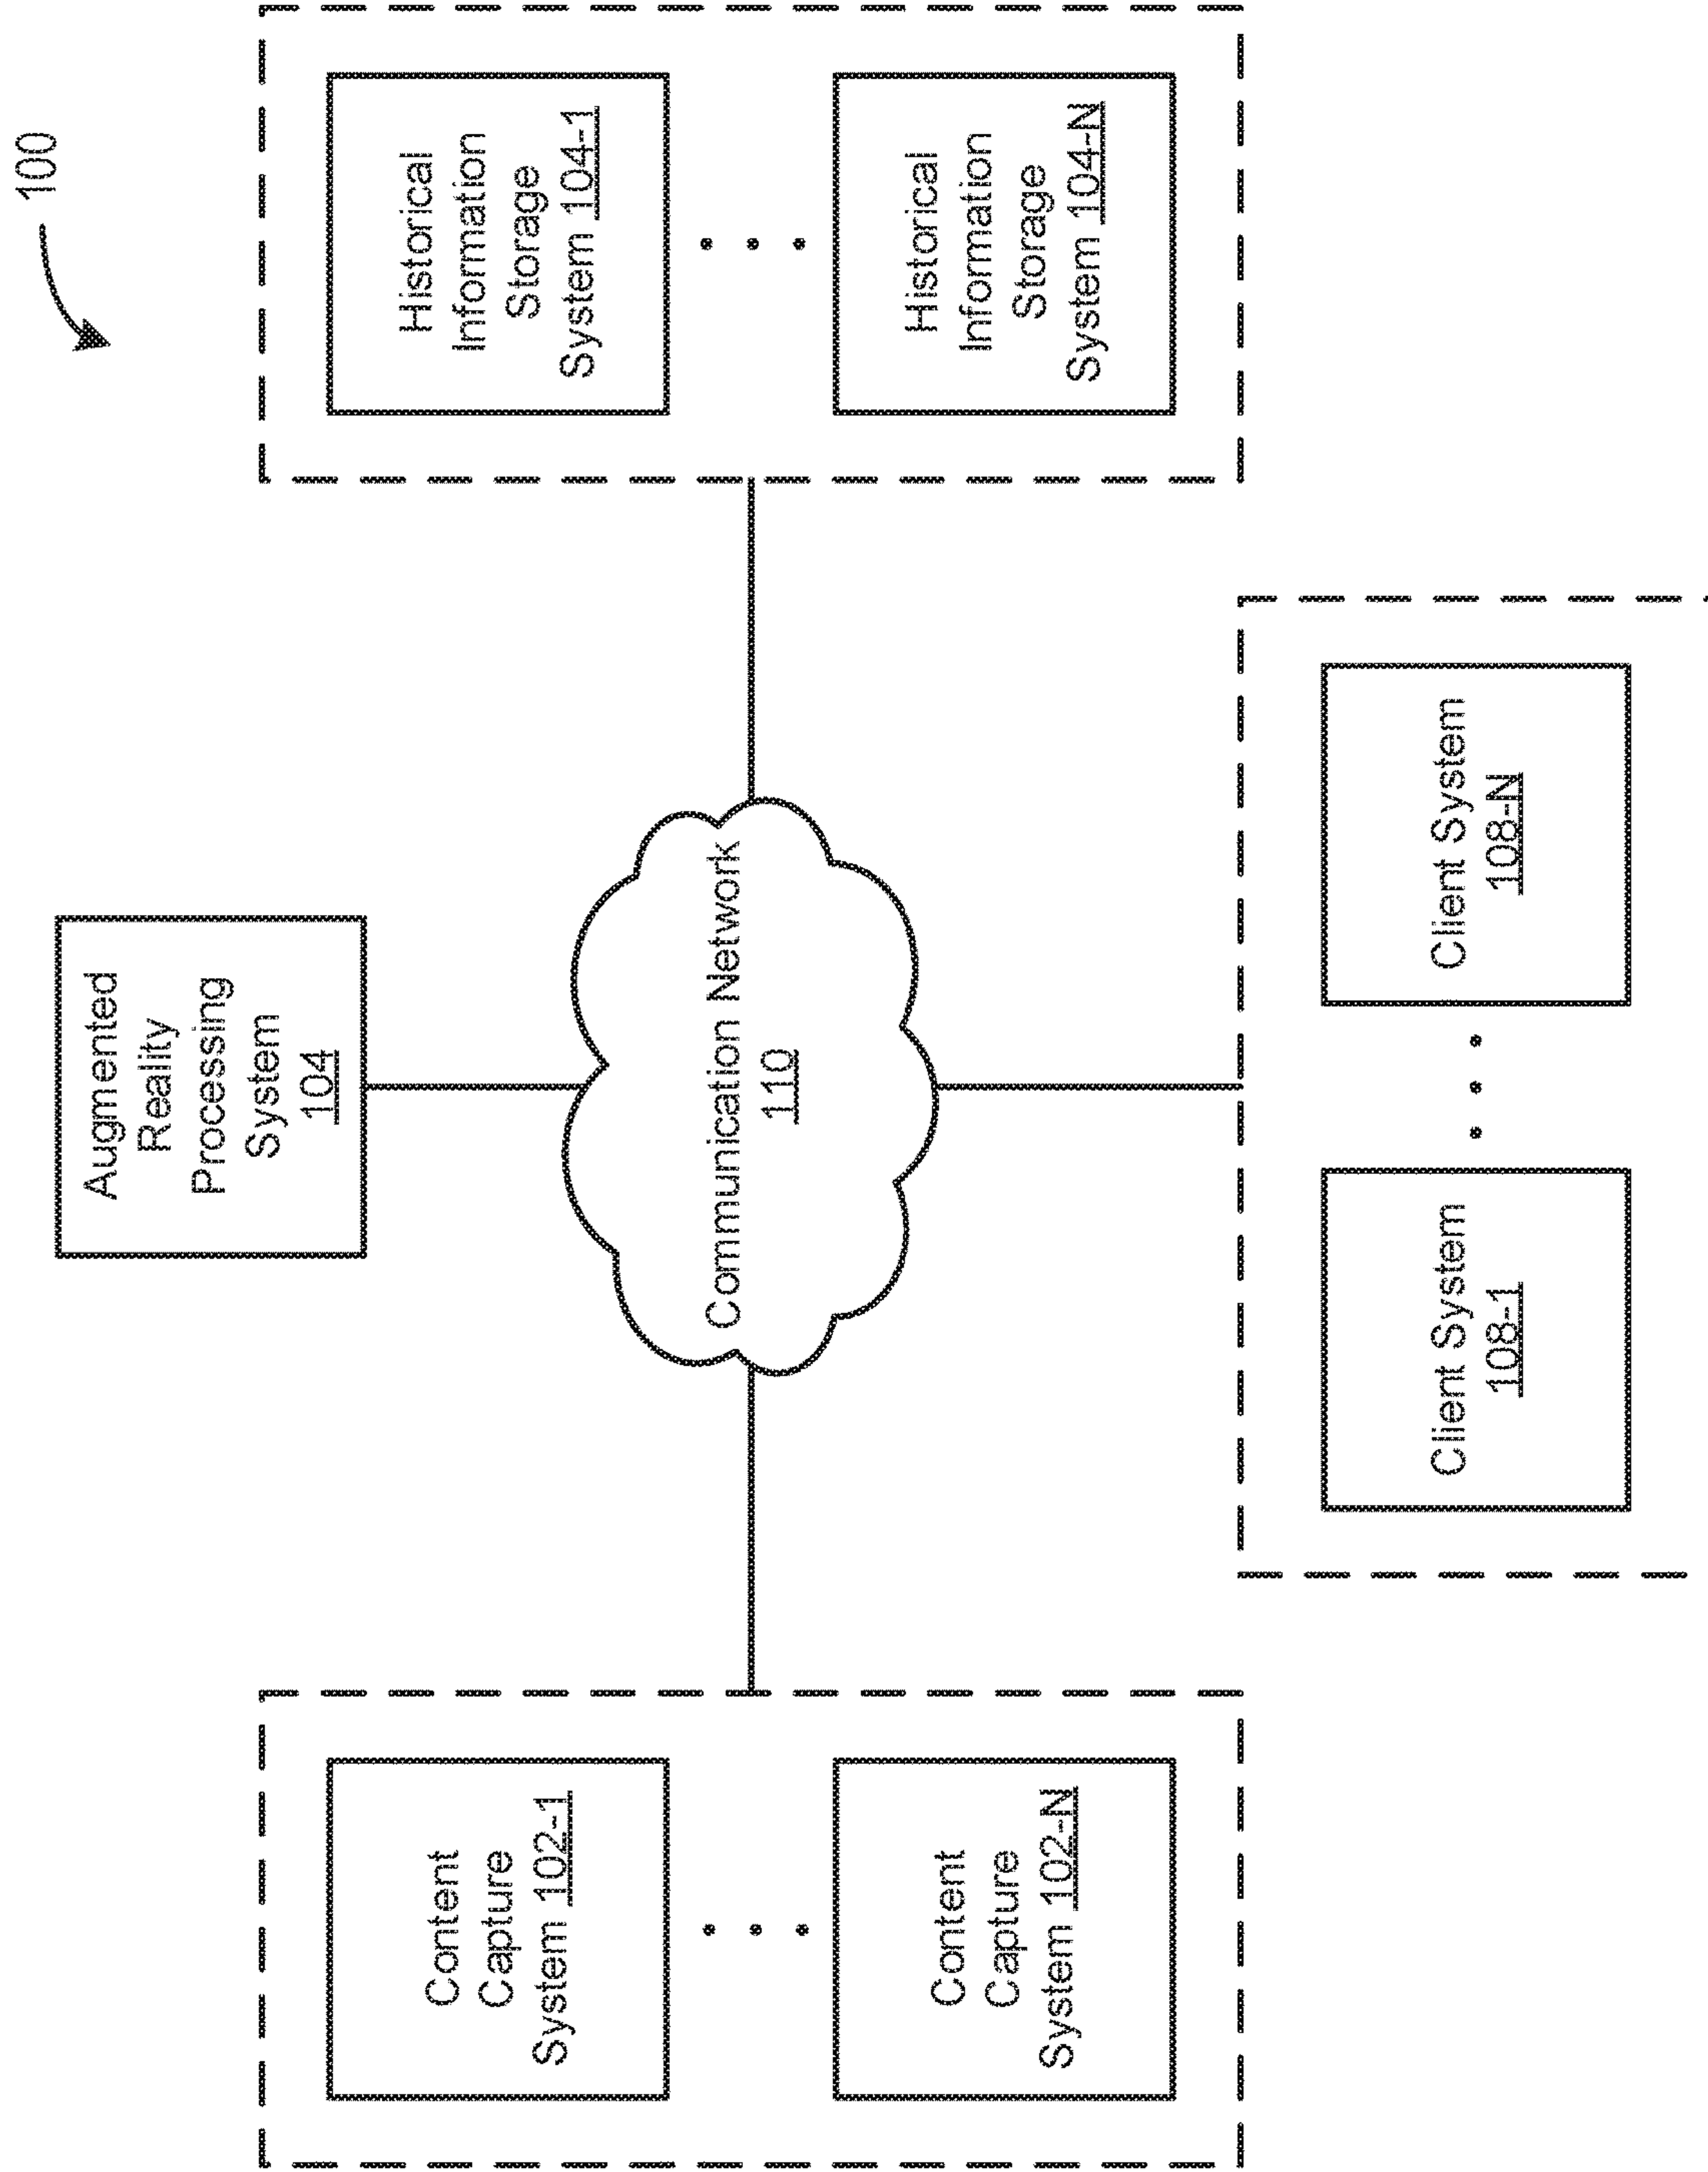 100
Augmented
Reality
Processing
System
104
Content
Capture
System 102-1
Content
Capture
System 102-N
Communication Network
110
Historical
Information
Storage
System 104-1
Historical
Information
Storage
System 104-N
Client System
108-1
Client System
108-N